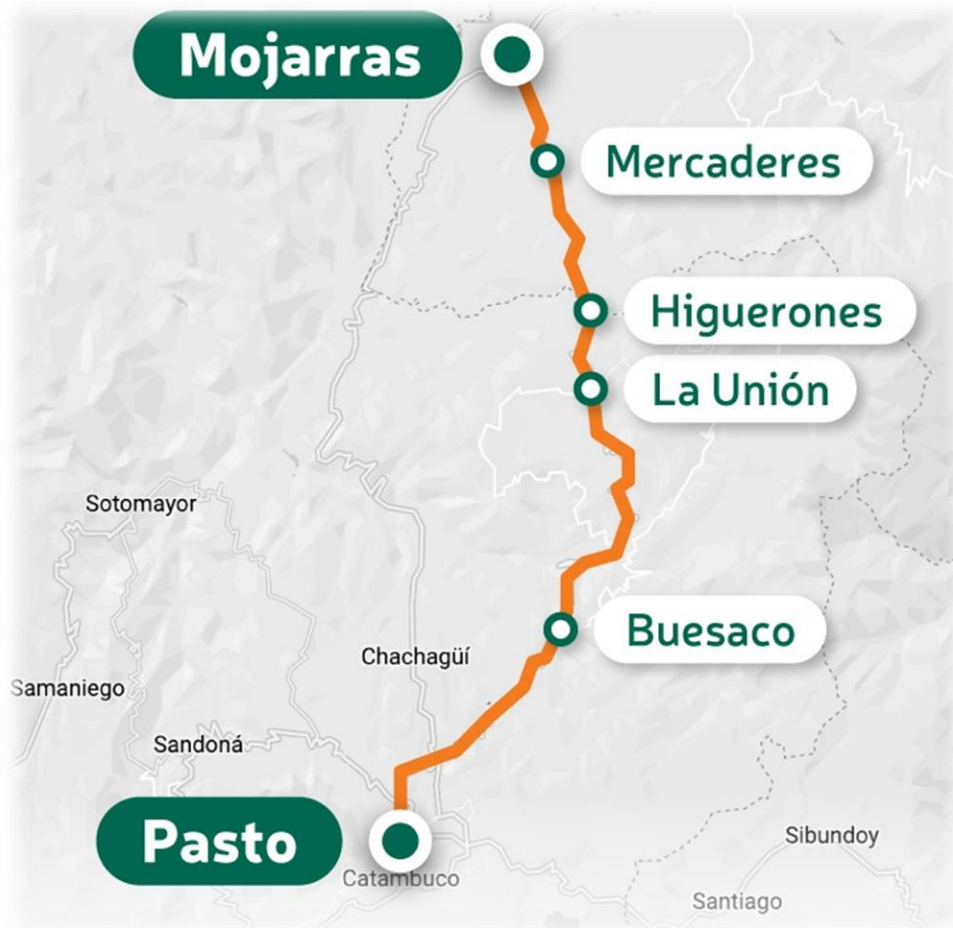 Mojarras
Mercaderes
Higuerones
La Unión
Sotomayor
Buesaco
Chachagüí
Samaniego
Sandoná
Pasto
Sibundoy
Catambuco
Santiago